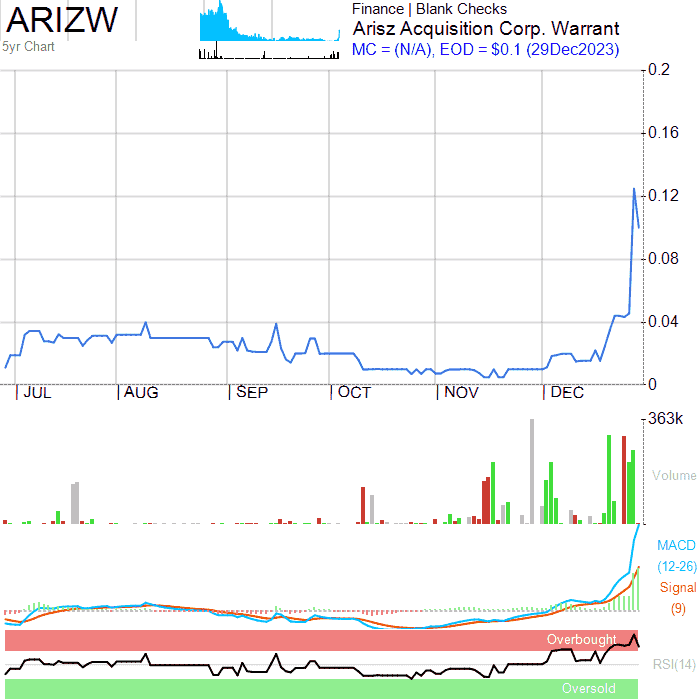 ARIZW
5yr Chart
Finance | Blank Checks
Arisz Acquisition Corp. Warrant
MC = (N/A), EOD = $0.1 (29Dec2023)
0.2
0.16
0.12
0.08
0.04
0
JUL AUG SEP OCT NOV DEC
363k
Volume
MACD
(12-26)
Signal
(9)
Overbought
RSI(14)
Oversold